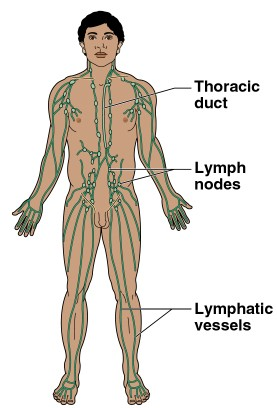 Thoracic
duct
Lymph
nodes
Lymphatic
vessels